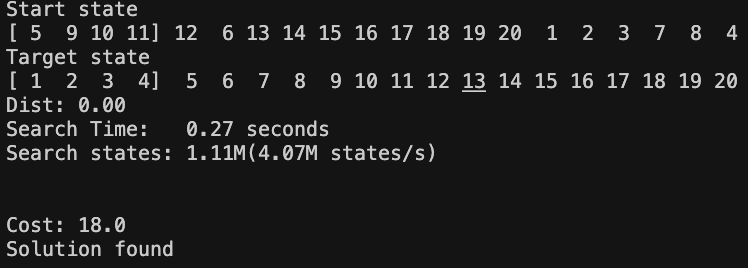 Start state
[ 5  9 10 11] 12  6 13 14 15 16 17 18 19 20  1  2  3  7  8  4
Target state
[ 1  2  3  4]  5  6  7  8  9 10 11 12 13 14 15 16 17 18 19 20
Dist: 0.00
Search Time:   0.27 seconds
Search states: 1.11M(4.07M states/s)
Cost: 18.0
Solution found